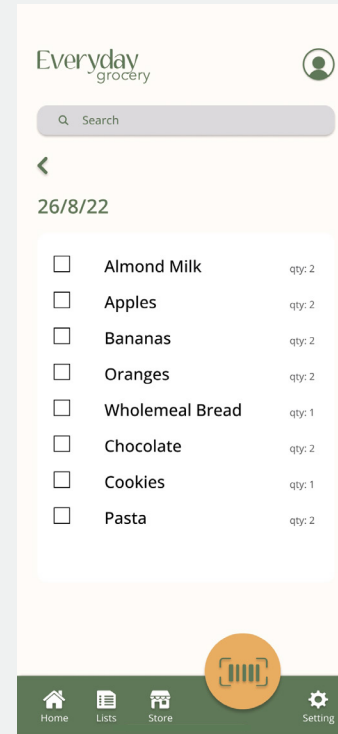 Everyday
grocery
Search
26/8/22
Almond Milk qty: 2
Apples qty: 2
Bananas qty: 2
Oranges qty: 2
Wholemeal Bread qty: 1
Chocolate qty: 2
Cookies qty: 1
Pasta qty: 2
Home Lists Store Setting